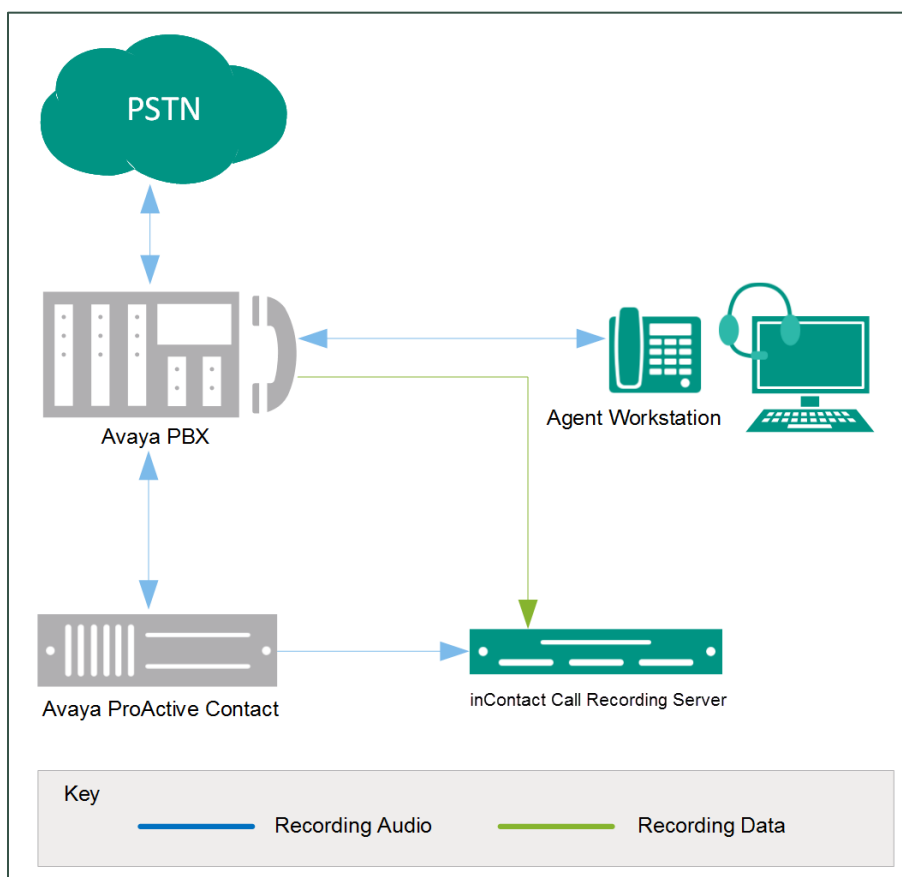 PSTN
Avaya PBX
Agent Workstation
Avaya ProActive Contact
inContact Call Recording Server
Key
Recording Audio
Recording Data